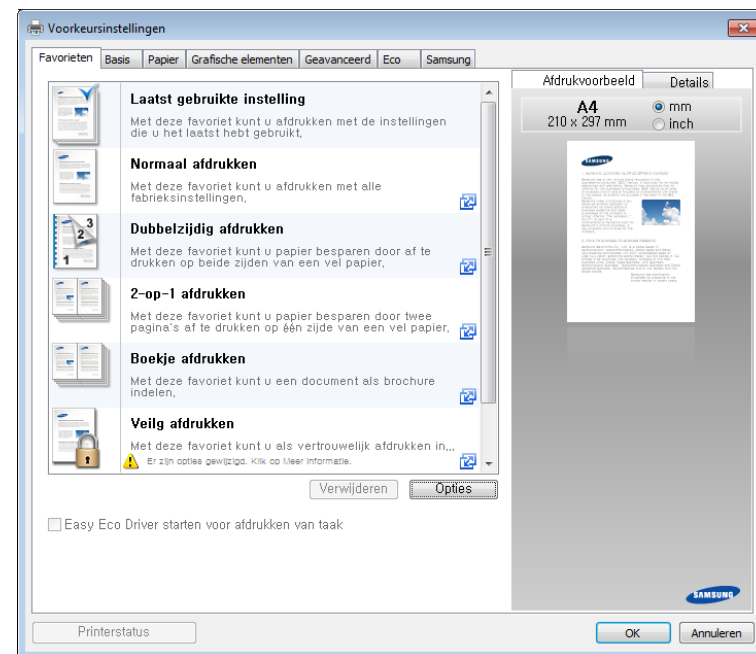 Voorkeursinstellingen
Favorieten Basis Papier Grafische elementen Geavanceerd Eco Samsung
Laatst gebruikte instelling
Met deze favoriet kunt u afdrukken met de instellingen
die u het laatst hebt gebruikt.
Normaal afdrukken
Met deze favoriet kunt u afdrukken met alle
fabrieksinstellingen.
3
2
1
Dubbelzijdig afdrukken
Met deze favoriet kunt u papier besparen door af te
drukken op beide zijden van een vel papier.
2-op-1 afdrukken
Met deze favoriet kunt u papier besparen door twee
pagina's af te drukken op één zijde van een vel papier.
Boekje afdrukken
Met deze favoriet kunt u een document als brochure
indelen.
Veilg afdrukken
Met deze favoriet kunt u als vertrouwelijk afdrukken in...
Er zijn opties gewijzigd. Klik op Meer informatie.
Verwijderen Opties
Easy Eco Driver starten voor afdrukken van taak
Afdrukvoorbeeld Details
A4
210 x 297 mm
mm
inch
SAMSUNG
SAMSUNG
Printerstatus OK Annuleren